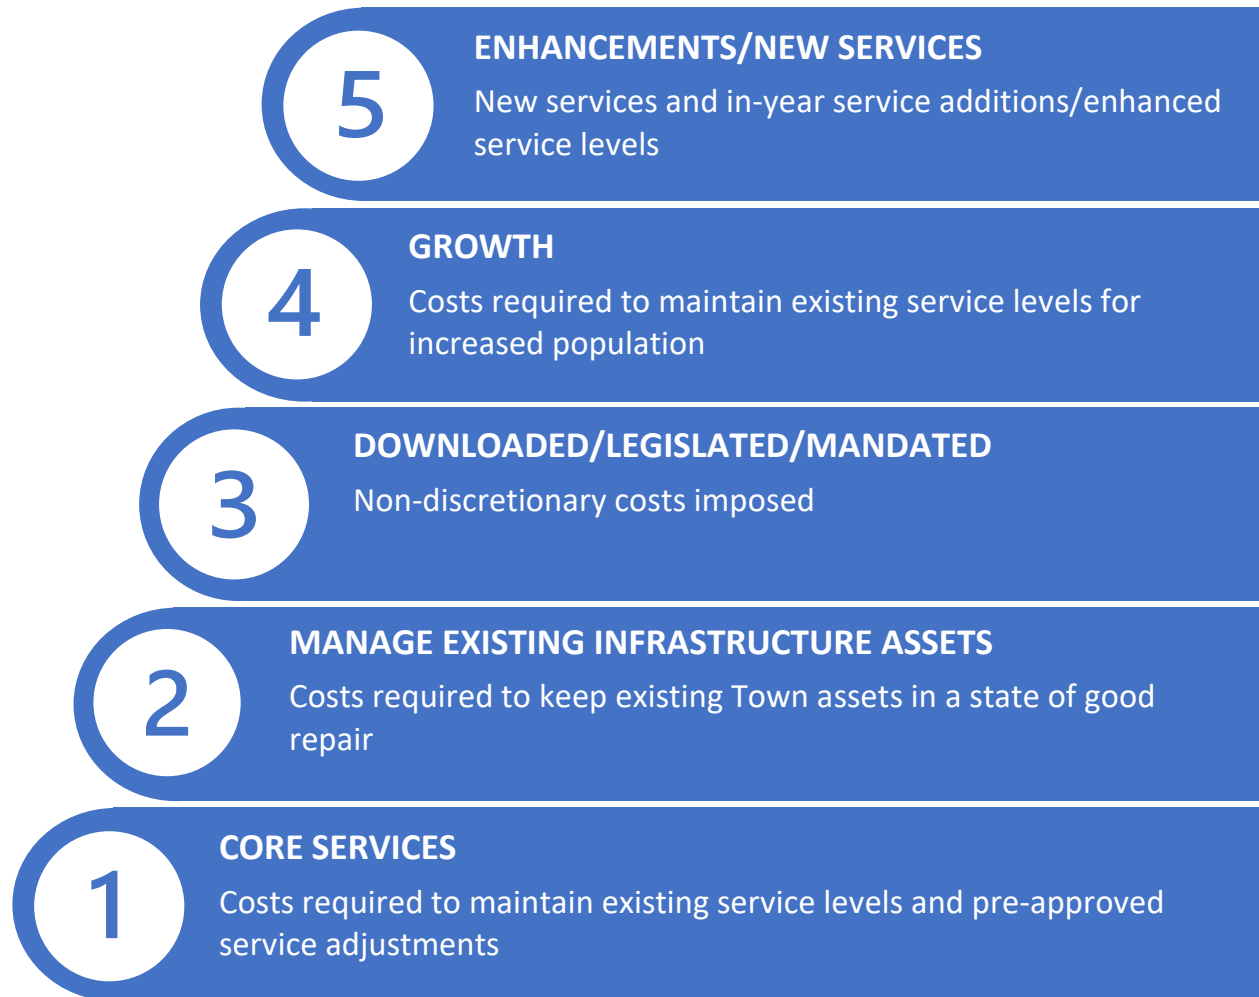 5
ENHANCEMENTS/NEW SERVICES
New services and in-year service additions/enhanced
service levels
4
GROWTH
Costs required to maintain existing service levels for
increased population
3
DOWNLOADED/LEGISLATED/MANDATED
Non-discretionary costs imposed
2
MANAGE EXISTING INFRASTRUCTURE ASSETS
Costs required to keep existing Town assets in a state of good
repair
1
CORE SERVICES
Costs required to maintain existing service levels and pre-approved
service adjustments